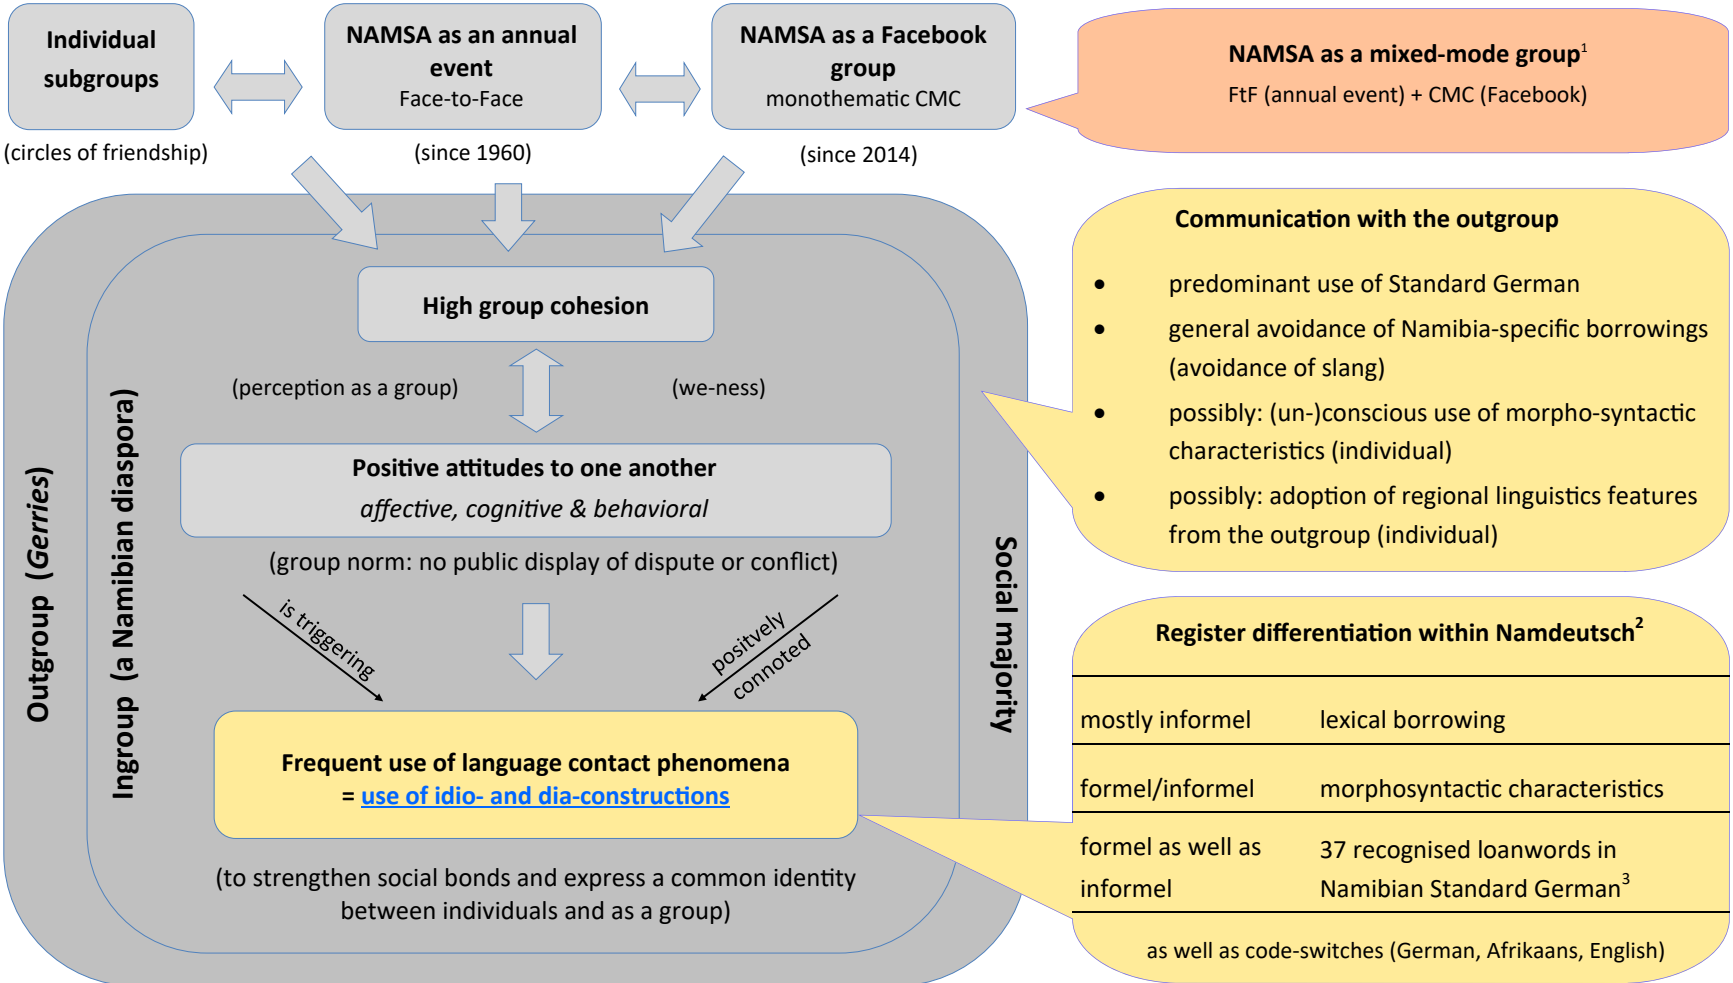 Individual
subgroups
(circles of friendship)
NAMSA as an annual
event
Face-to-Face
(since 1960)
NAMSA as a Facebook
group
monothematic CMC
(since 2014)
NAMSA as a mixed-mode group¹
FtF (annual event) + CMC (Facebook)
Outgroup (Gerries)
Ingroup (a Namibian diaspora)
Social majority
High group cohesion
(perception as a group)
(we-ness)
Positive attitudes to one another
affective, cognitive & behavioral
(group norm: no public display of dispute or conflict)
is triggering
positively
connoted
Frequent use of language contact phenomena
= use of idio- and dia-constructions
(to strengthen social bonds and express a common identity
between individuals and as a group)
Communication with the outgroup
• predominant use of Standard German
• general avoidance of Namibia-specific borrowings
(avoidance of slang)
• possibly: (un-)conscious use of morpho-syntactic
characteristics (individual)
• possibly: adoption of regional linguistics features
from the outgroup (individual)
Register differentiation within Namdeutsch²
mostly informel lexical borrowing
formel/informel morphosyntactic characteristics
formel as well as 37 recognised loanwords in
informel Namibian Standard German³
as well as code-switches (German, Afrikaans, English)